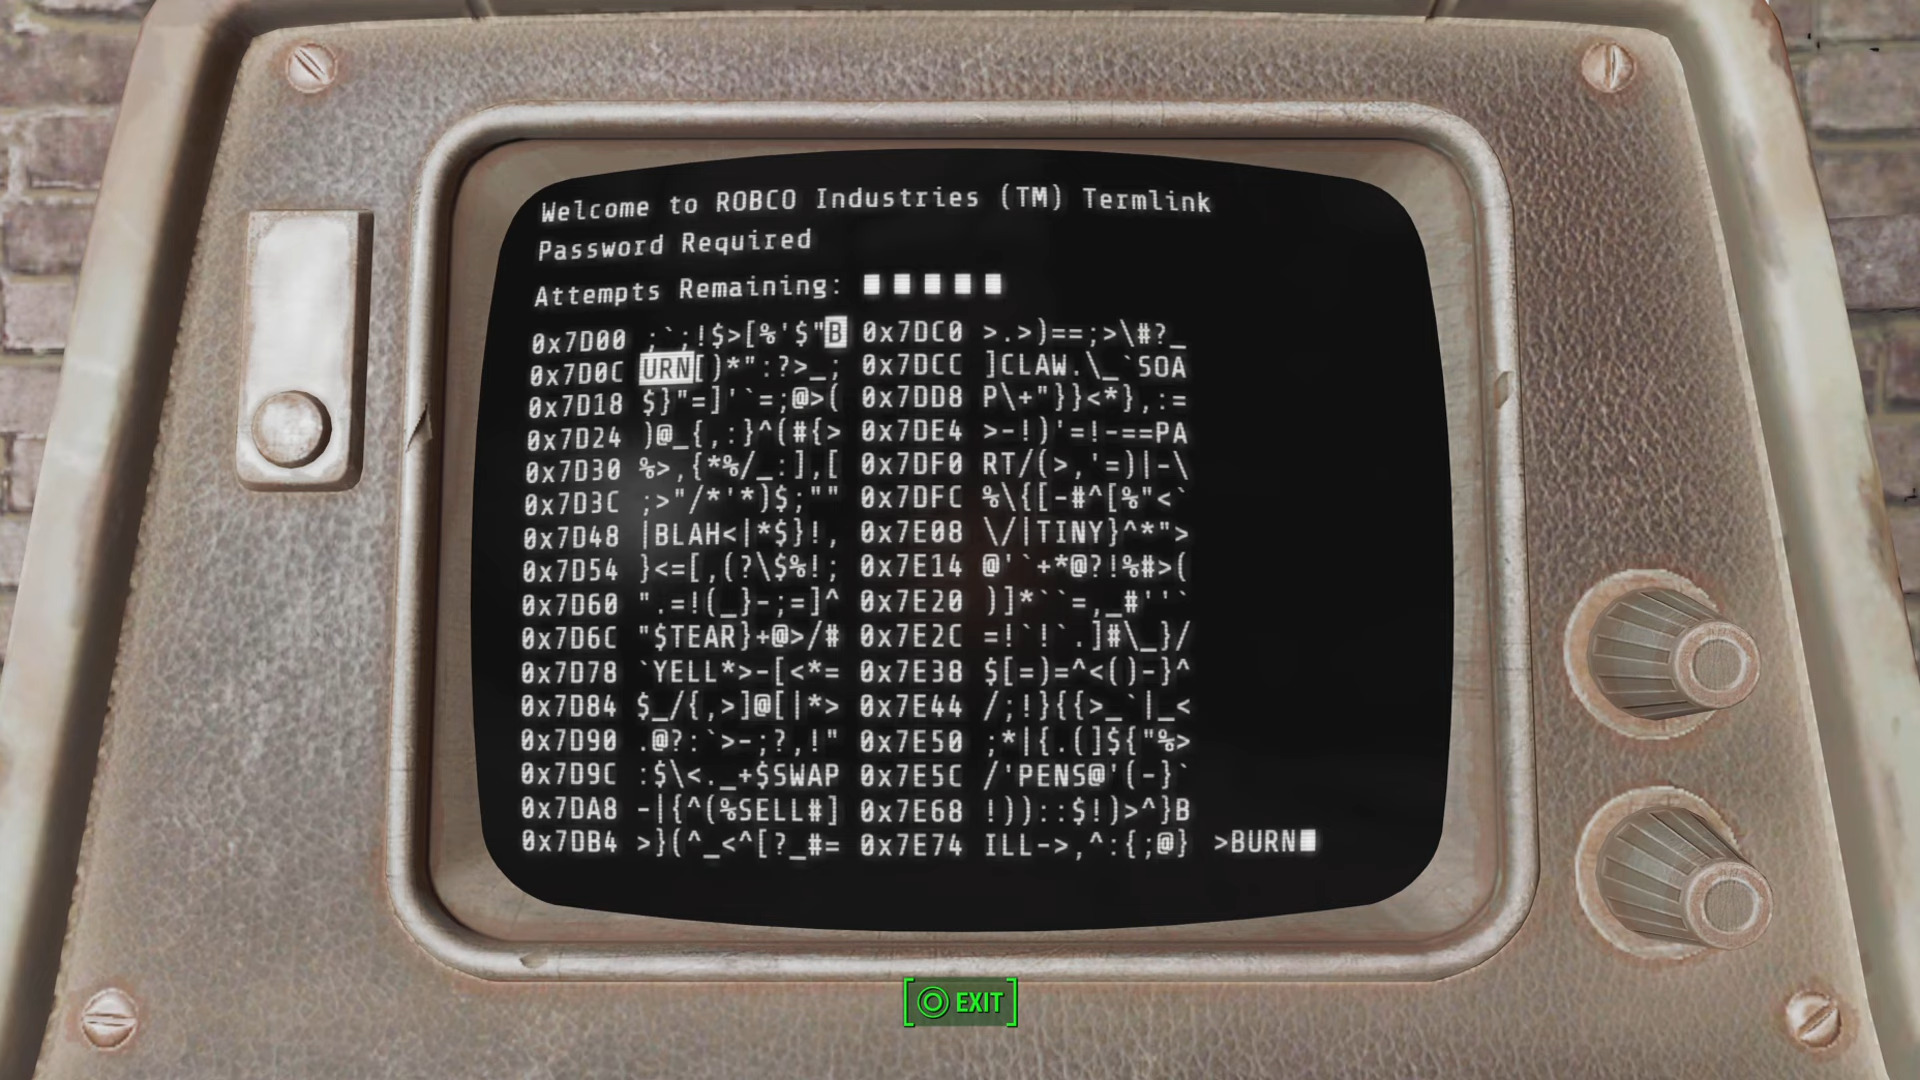 Welcome to ROBCO Industries (TM) Termlink
Password Required
Attempts Remaining: ■ ■ ■ ■ ■
0x7D00 ;`;!$>[%'$"B 0x7DC0 >.>)==;>\#?_
0x7D0C URN[)*":?>_; 0x7DCC ]CLAW.\_`SOA
0x7D18 $}"=]'`=;@>( 0x7DD8 P\+"}}<*},:=
0x7D24 )@_{,:}^(#{> 0x7DE4 >-!)'=!-==PA
0x7D30 %>,{*%/_:],[ 0x7DF0 RT/(>,'=)|-\
0x7D3C ;>"/*'*)$;"" 0x7DFC %\{[-#^[%"<`
0x7D48 |BLAH<|*$}!, 0x7E08 \/|TINY}^*">
0x7D54 }<=[,(?\$%!; 0x7E14 @'`+*@?!%#>(
0x7D60 ".=!(_}-;=]^ 0x7E20 )]*``=,_#''`
0x7D6C "$TEAR}+@>/# 0x7E2C =!`!`.]#\_}/
0x7D78 `YELL*>-[<*= 0x7E38 $[=)=^<()-}^
0x7D84 $_/{,>]@[|*> 0x7E44 /;!}{{>_`|_<
0x7D90 .@?:`>-;?,!" 0x7E50 ;*|{.(]${"%>
0x7D9C :$\<._+$SWAP 0x7E5C /'PENS@'(-}`
0x7DA8 -|{^(%SELL#] 0x7E68 !))::$!)>^}B
0x7DB4 >}(^_<^[?_#= 0x7E74 ILL->,^:{;@} >BURN■
EXIT